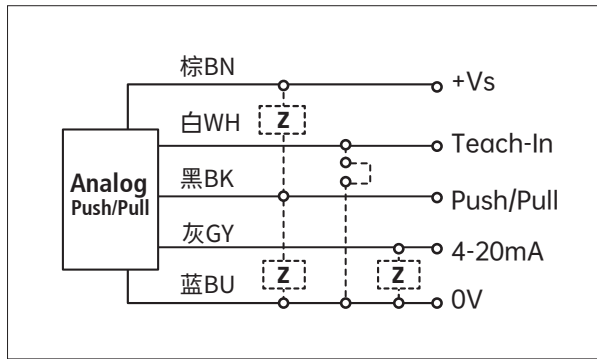 棕BN
+Vs
Z
白WH
Teach-In
Analog
Push/Pull
黑BK
Push/Pull
灰GY
4-20mA
Z
Z
蓝BU
0V